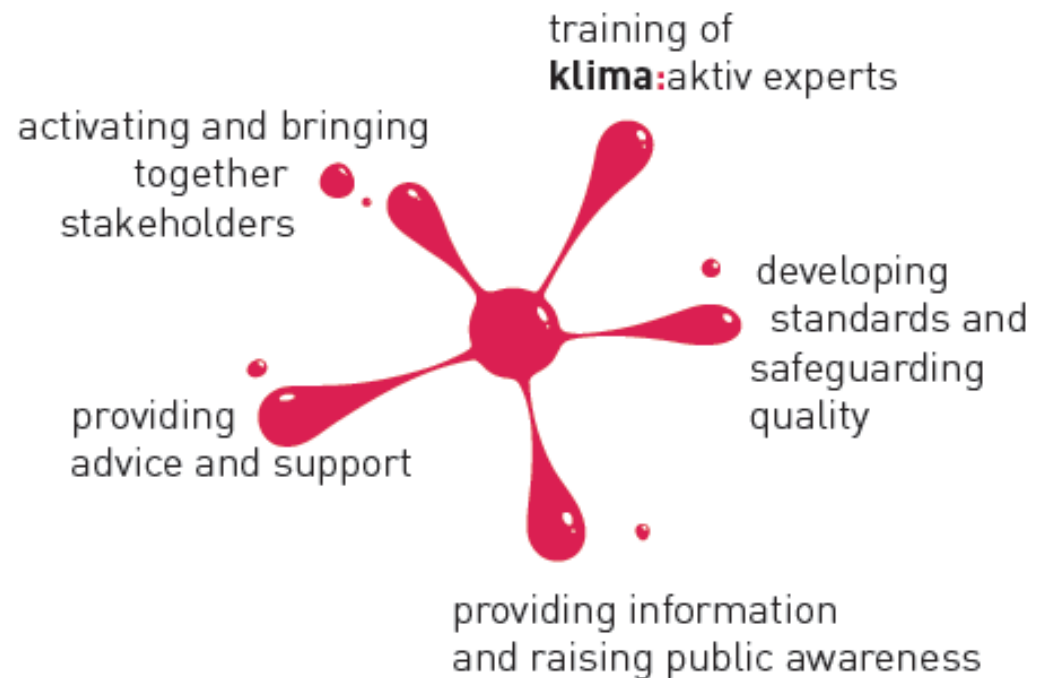 training of
klima:aktiv experts
activating and bringing
together
stakeholders
developing
standards and
safeguarding
quality
providing
advice and support
providing information
and raising public awareness